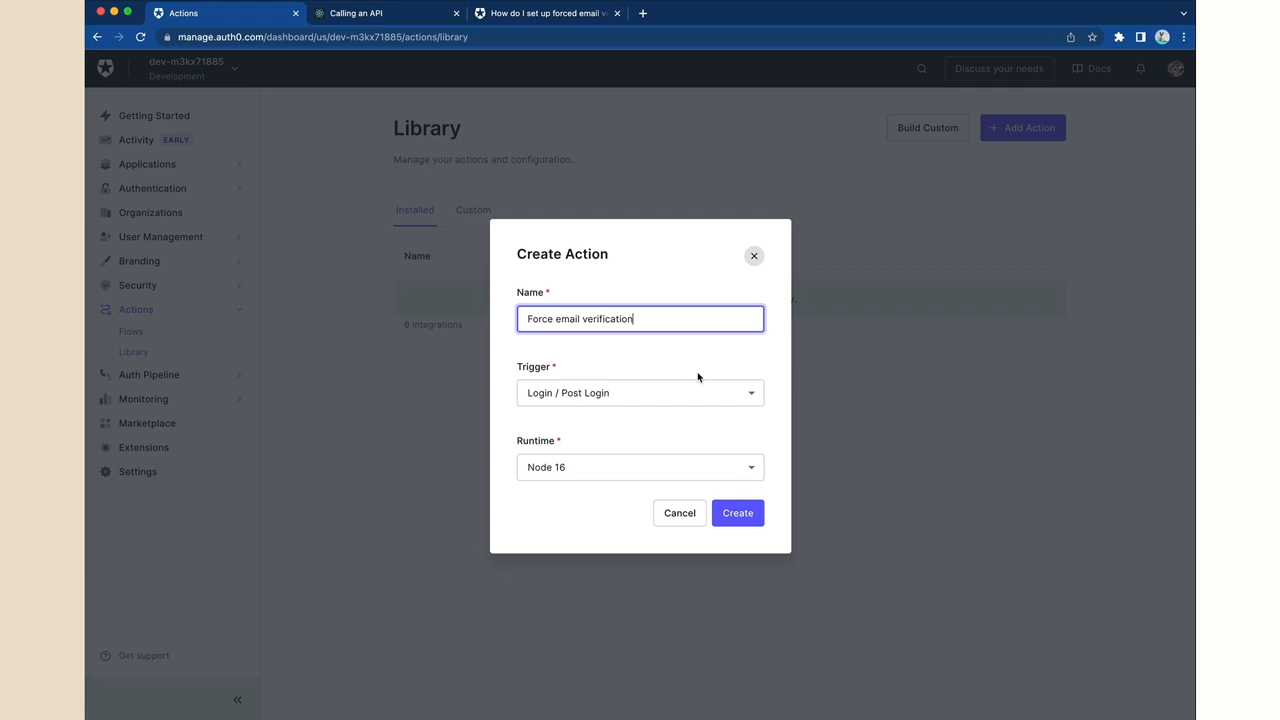 Actions
Calling an API
How do I set up forced email v
manage.auth0.com/dashboard/us/dev-m3kx71885/actions/library
dev-m3kx71885
Development
Discuss your needs
Docs
Getting Started
Activity EARLY
Applications
Authentication
Organizations
User Management
Branding
Security
Actions
Flows
Library
Auth Pipeline
Monitoring
Marketplace
Extensions
Settings
Get support
Library
Build Custom
+ Add Action
Manage your actions and configuration.
Installed
Custom
Name
0 integrations
Create Action
Name *
Force email verification
Trigger *
Login / Post Login
Runtime *
Node 16
Cancel
Create